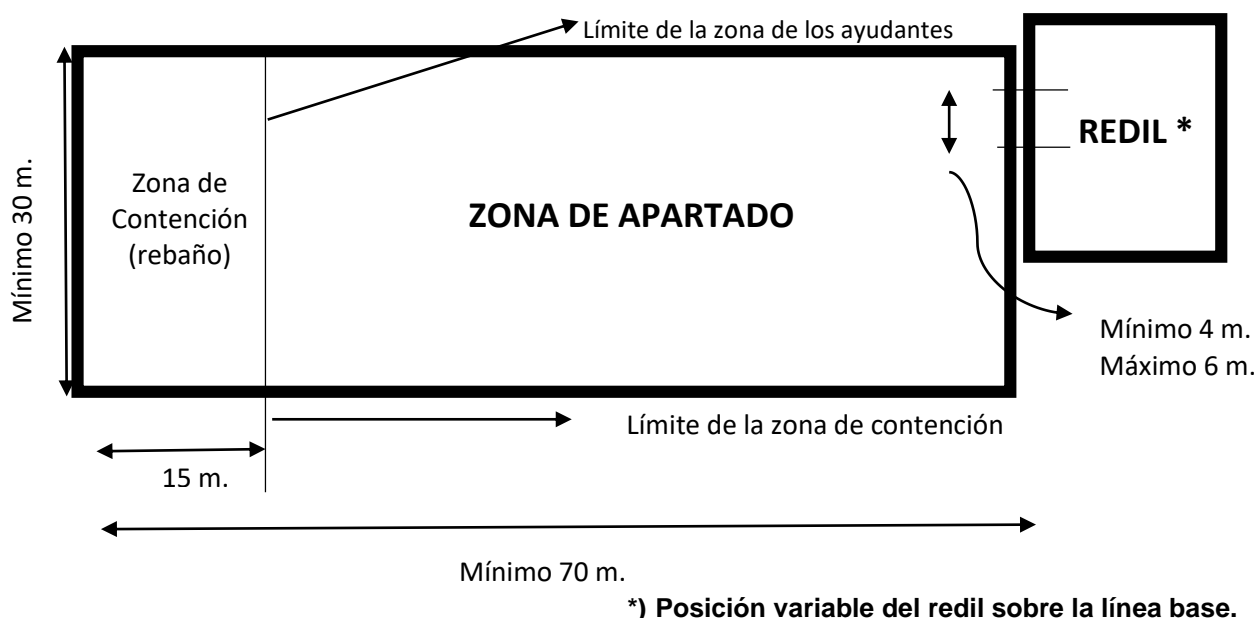 Límite de la zona de los ayudantes
REDIL *
Mínimo 30 m.
Zona de
Contención
(rebaño)
ZONA DE APARTADO
Mínimo 4 m.
Máximo 6 m.
Límite de la zona de contención
15 m.
Mínimo 70 m.
*) Posición variable del redil sobre la línea base.